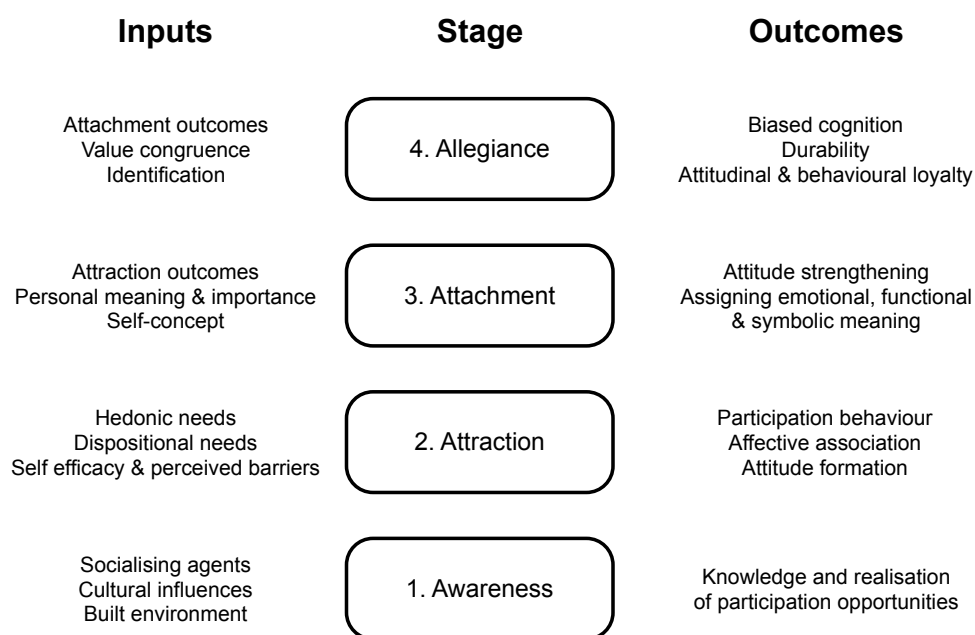 Inputs
Stage
Outcomes
Attachment outcomes
Value congruence
Identification
4. Allegiance
Biased cognition
Durability
Attitudinal & behavioural loyalty
Attraction outcomes
Personal meaning & importance
Self-concept
3. Attachment
Attitude strengthening
Assigning emotional, functional
& symbolic meaning
Hedonic needs
Dispositional needs
Self efficacy & perceived barriers
2. Attraction
Participation behaviour
Affective association
Attitude formation
Socialising agents
Cultural influences
Built environment
1. Awareness
Knowledge and realisation
of participation opportunities